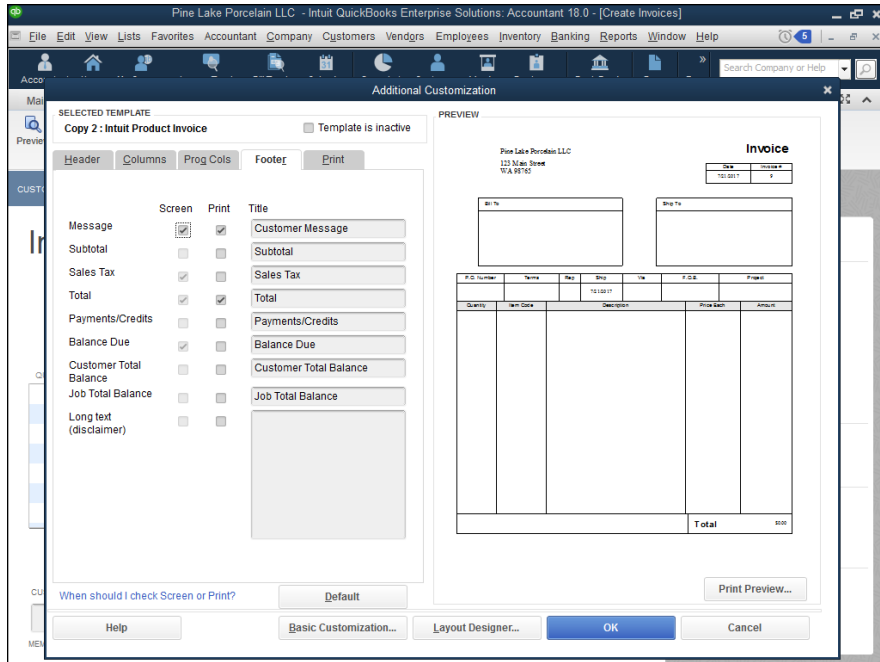 Pine Lake Porcelain LLC - Intuit QuickBooks Enterprise Solutions: Accountant 18.0 - [Create Invoices]
File Edit View Lists Favorites Accountant Company Customers Vendors Employees Inventory Banking Reports Window Help
5
Search Company or Help
Additional Customization
SELECTED TEMPLATE
Copy 2 : Intuit Product Invoice
Template is inactive
Header Columns Prog Cols Footer Print
Screen Print Title
Message Customer Message
Subtotal Subtotal
Sales Tax Sales Tax
Total Total
Payments/Credits Payments/Credits
Balance Due Balance Due
Customer Total Balance Customer Total Balance
Job Total Balance Job Total Balance
Long text
(disclaimer)
When should I check Screen or Print?
Default
PREVIEW
Invoice
Pine Lake Porcelain LLC
123 Main Street
WA 98765
Date Invoice #
7/21/2017 9
Bill To
Ship To
P.O. Number Terms Rep Ship Via F.O.B. Project
7/21/2017
Quantity Item Code Description Price Each Amount
Total $0.00
Print Preview...
Help Basic Customization... Layout Designer... OK Cancel